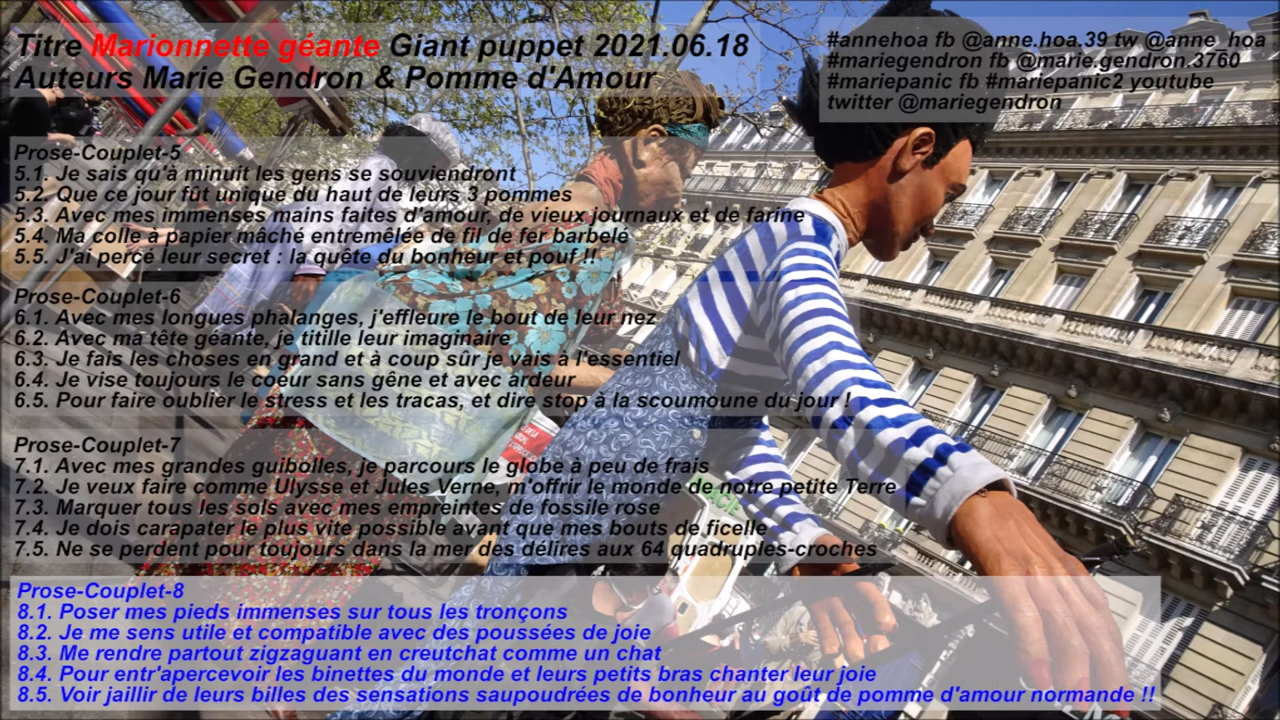 Titre Marionnette géante Giant puppet 2021.06.18
Auteurs Marie Gendron & Pomme d'Amour
#annehoa fb @anne.hoa.39 tw @anne_hoa
#mariegendron fb @marie.gendron.3760
#mariepanic fb #mariepanic2 youtube
twitter @mariegendron
Prose-Couplet-5
5.1. Je sais qu'à minuit les gens se souviendront
5.2. Que ce jour fût unique du haut de leurs 3 pommes
5.3. Avec mes immenses mains faites d'amour, de vieux journaux et de farine
5.4. Ma colle à papier mâché entremêlée de fil de fer barbelé
5.5. J'ai percé leur secret : la quête du bonheur et pouf !!
Prose-Couplet-6
6.1. Avec mes longues phalanges, j'effleure le bout de leur nez
6.2. Avec ma tête géante, je titille leur imaginaire
6.3. Je fais les choses en grand et à coup sûr je vais à l'essentiel
6.4. Je vise toujours le coeur sans gêne et avec ardeur
6.5. Pour faire oublier le stress et les tracas, et dire stop à la scoumoune du jour !
Prose-Couplet-7
7.1. Avec mes grandes guibolles, je parcours le globe à peu de frais
7.2. Je veux faire comme Ulysse et Jules Verne, m'offrir le monde de notre petite Terre
7.3. Marquer tous les sols avec mes empreintes de fossile rose
7.4. Je dois carapater le plus vite possible avant que mes bouts de ficelle
7.5. Ne se perdent pour toujours dans la mer des délires aux 64 quadruples-croches
Prose-Couplet-8
8.1. Poser mes pieds immenses sur tous les tronçons
8.2. Je me sens utile et compatible avec des poussées de joie
8.3. Me rendre partout zigzaguant en creutchat comme un chat
8.4. Pour entr'apercevoir les binettes du monde et leurs petits bras chanter leur joie
8.5. Voir jaillir de leurs billes des sensations saupoudrées de bonheur au goût de pomme d'amour normande !!